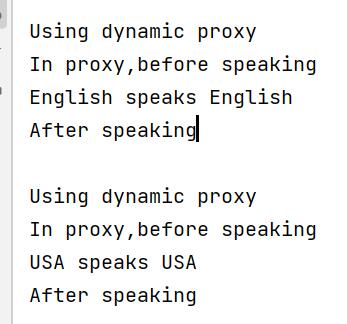 Using dynamic proxy
In proxy,before speaking
English speaks English
After speaking
Using dynamic proxy
In proxy,before speaking
USA speaks USA
After speaking